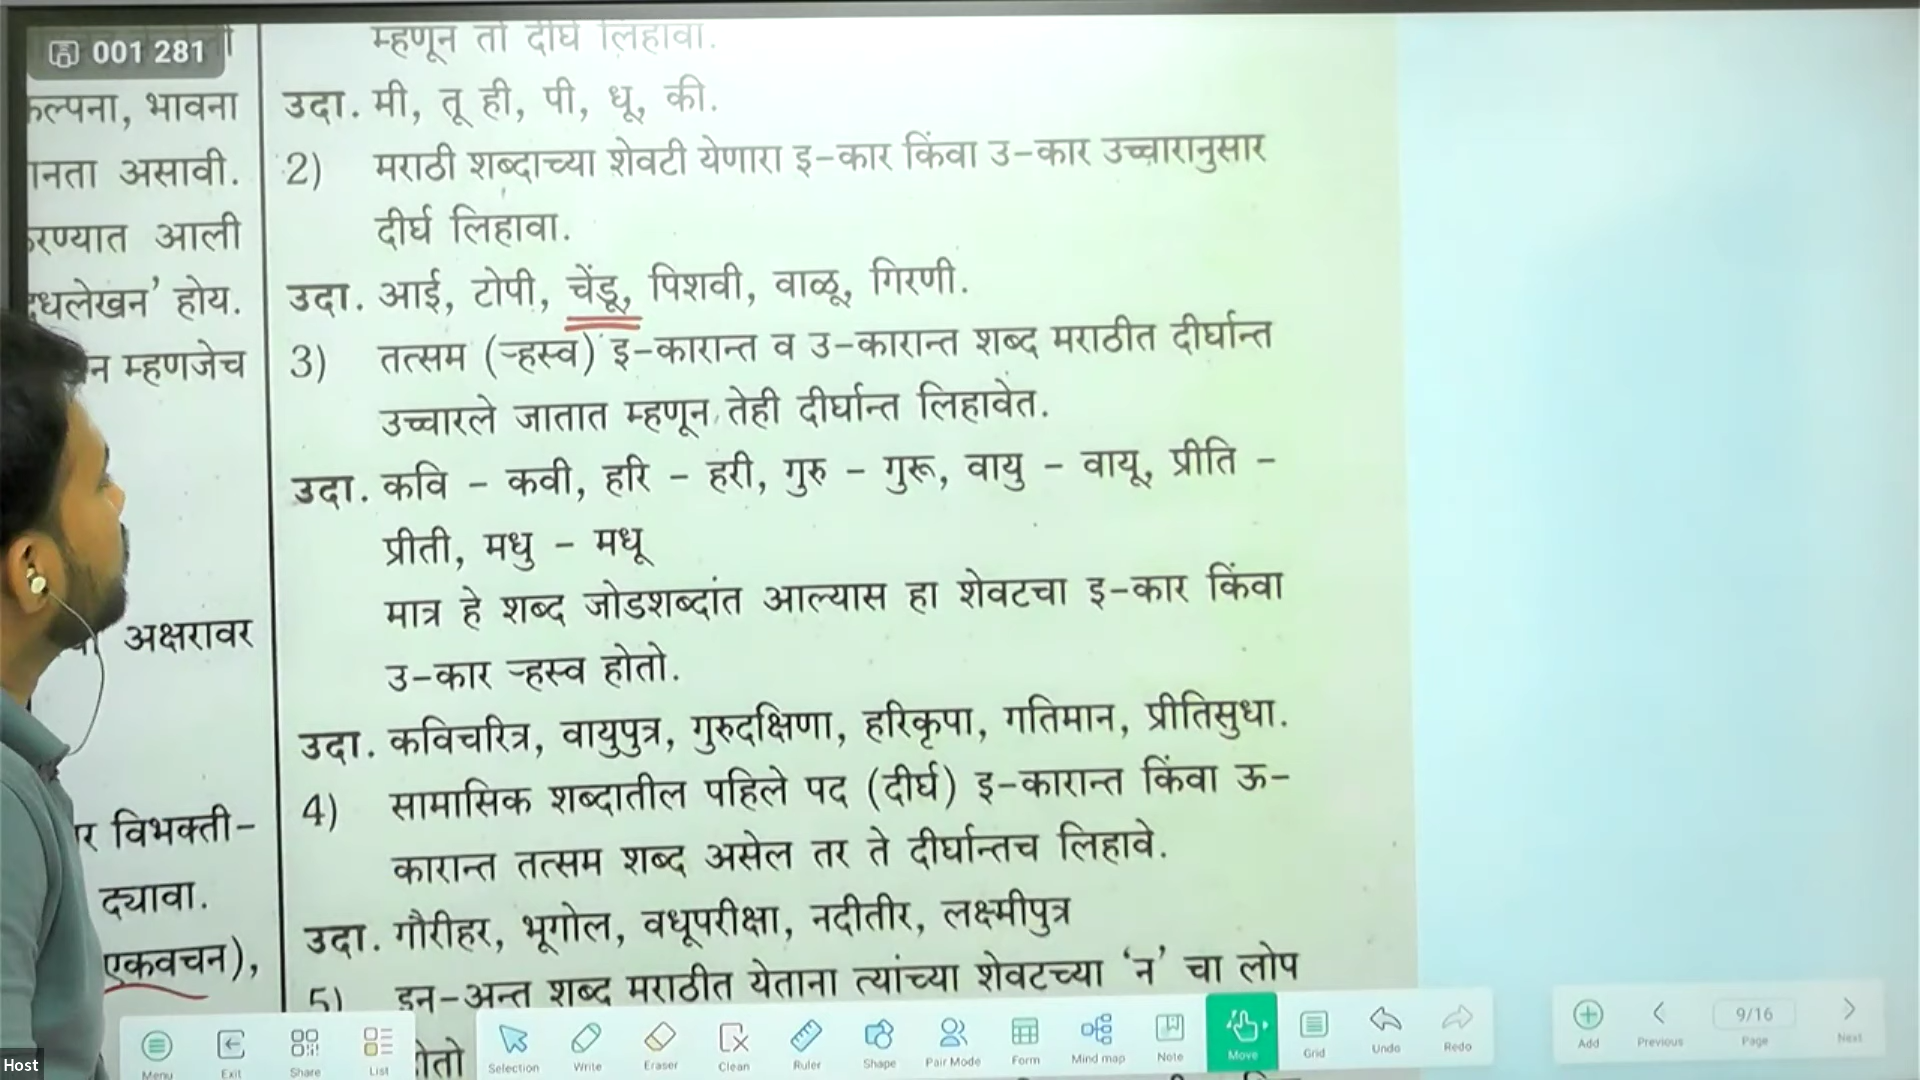 001 281
म्हणून तो दीर्घ लिहावा.
कल्पना, भावना
उदा. मी, तू ही, पी, धू, की.
असावी.
2) मराठी शब्दाच्या शेवटी येणारा इ-कार किंवा उ-कार उच्चारानुसार
आली
दीर्घ लिहावा.
होय.
उदा. आई, टोपी, चेंडू, पिशवी, वाळू, गिरणी.
म्हणजेच
3) तत्सम (ऱ्हस्व) इ-कारान्त व उ-कारान्त शब्द मराठीत दीर्घान्त
उच्चारले जातात म्हणून तेही दीर्घान्त लिहावेत.
उदा. कवि - कवी, हरि - हरी, गुरु - गुरू, वायु - वायू, प्रीति -
प्रीती, मधु - मधू
अक्षरावर
मात्र हे शब्द जोडशब्दांत आल्यास हा शेवटचा इ-कार किंवा
उ-कार ऱ्हस्व होतो.
उदा. कविचरित्र, वायुपुत्र, गुरुदक्षिणा, हरिकृपा, गतिमान, प्रीतिसुधा.
विभक्ती-
4) सामासिक शब्दातील पहिले पद (दीर्घ) इ-कारान्त किंवा ऊ-
द्यावा.
कारान्त तत्सम शब्द असेल तर ते दीर्घान्तच लिहावे.
एकवचन),
उदा. गौरीहर, भूगोल, वधूपरीक्षा, नदीतीर, लक्ष्मीपुत्र
5) इन-अन्त शब्द मराठीत येताना त्यांच्या शेवटच्या 'न' चा लोप
Menu Exit Share List Selection Write Eraser Clean Ruler Shape Pair Mode Form Mind map Note Move Grid Undo Redo Add Previous 9/16 Page Next
Host